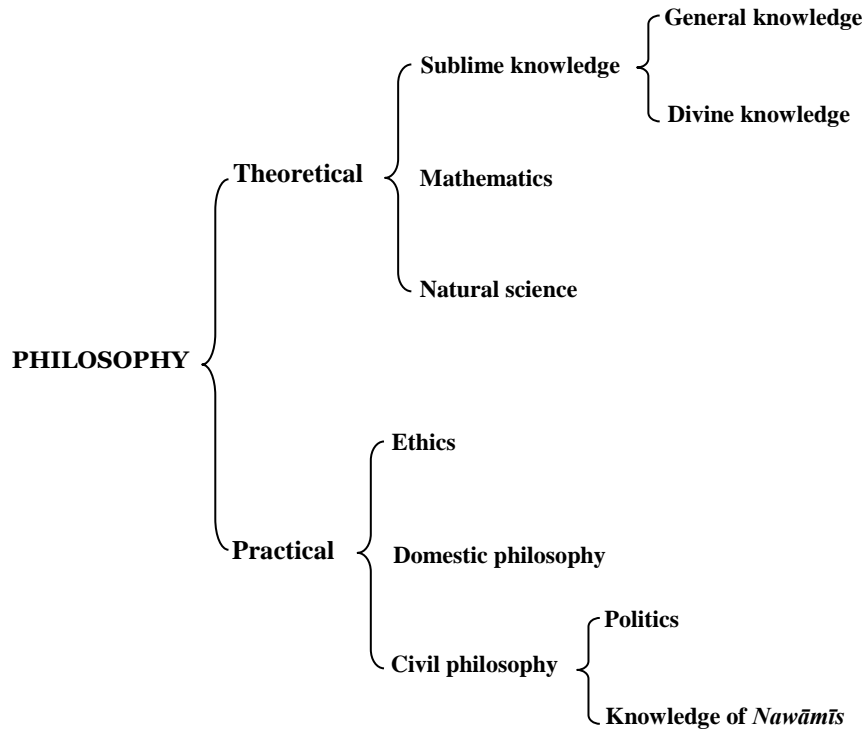 General knowledge
Sublime knowledge
Divine knowledge
Theoretical
Mathematics
Natural science
PHILOSOPHY
Ethics
Practical
Domestic philosophy
Politics
Civil philosophy
Knowledge of Nawāmīs